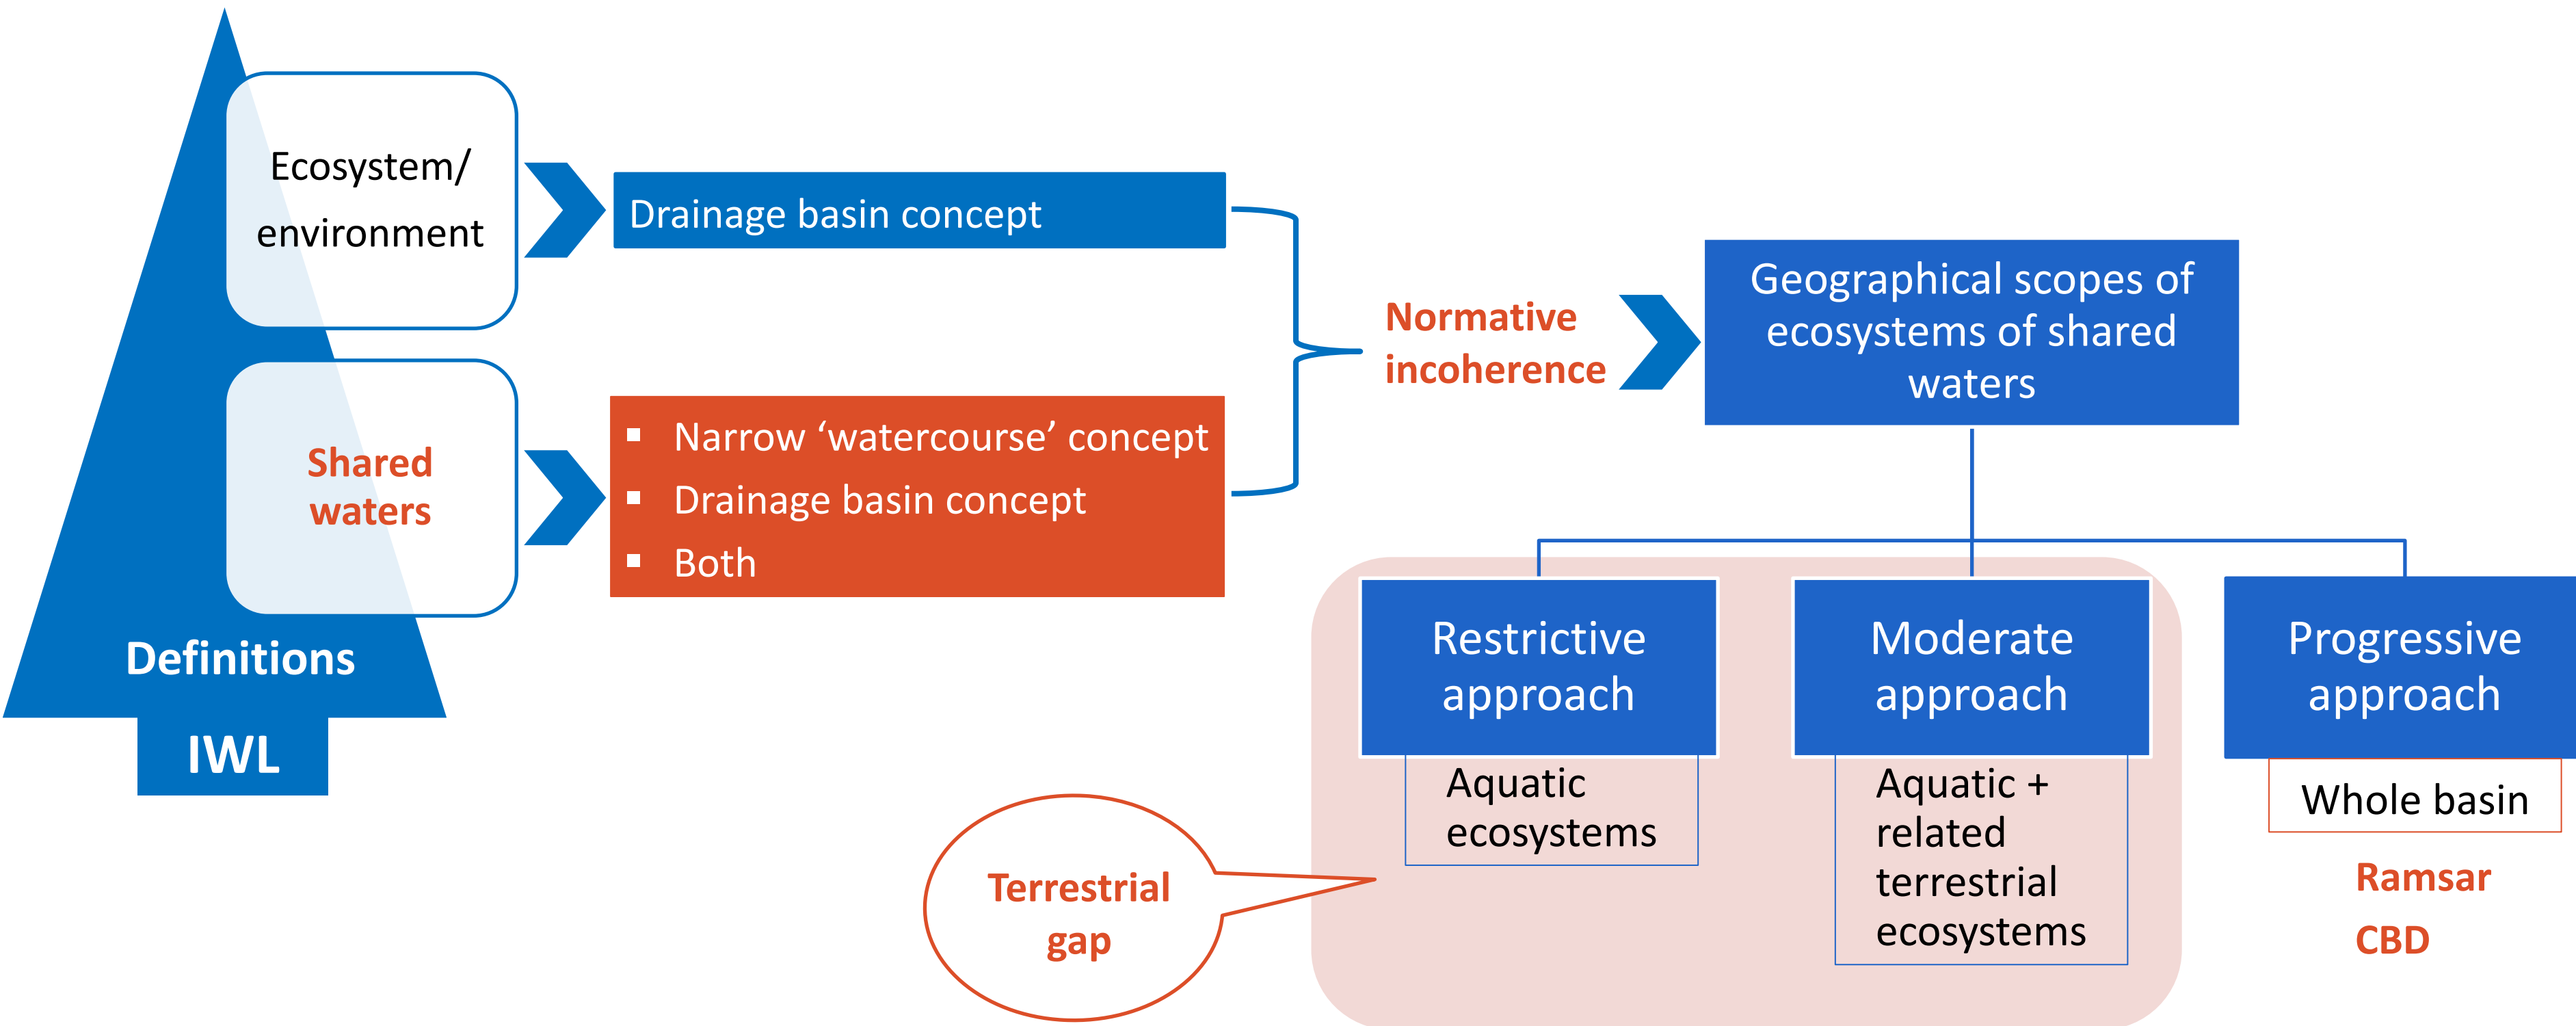 Ecosystem/
environment
Drainage basin concept
Shared
waters
▪ Narrow ‘watercourse’ concept
▪ Drainage basin concept
▪ Both
Definitions
IWL
Normative
incoherence
Geographical scopes of
ecosystems of shared
waters
Restrictive
approach
Aquatic
ecosystems
Moderate
approach
Aquatic +
related
terrestrial
ecosystems
Progressive
approach
Whole basin
Ramsar
CBD
Terrestrial
gap